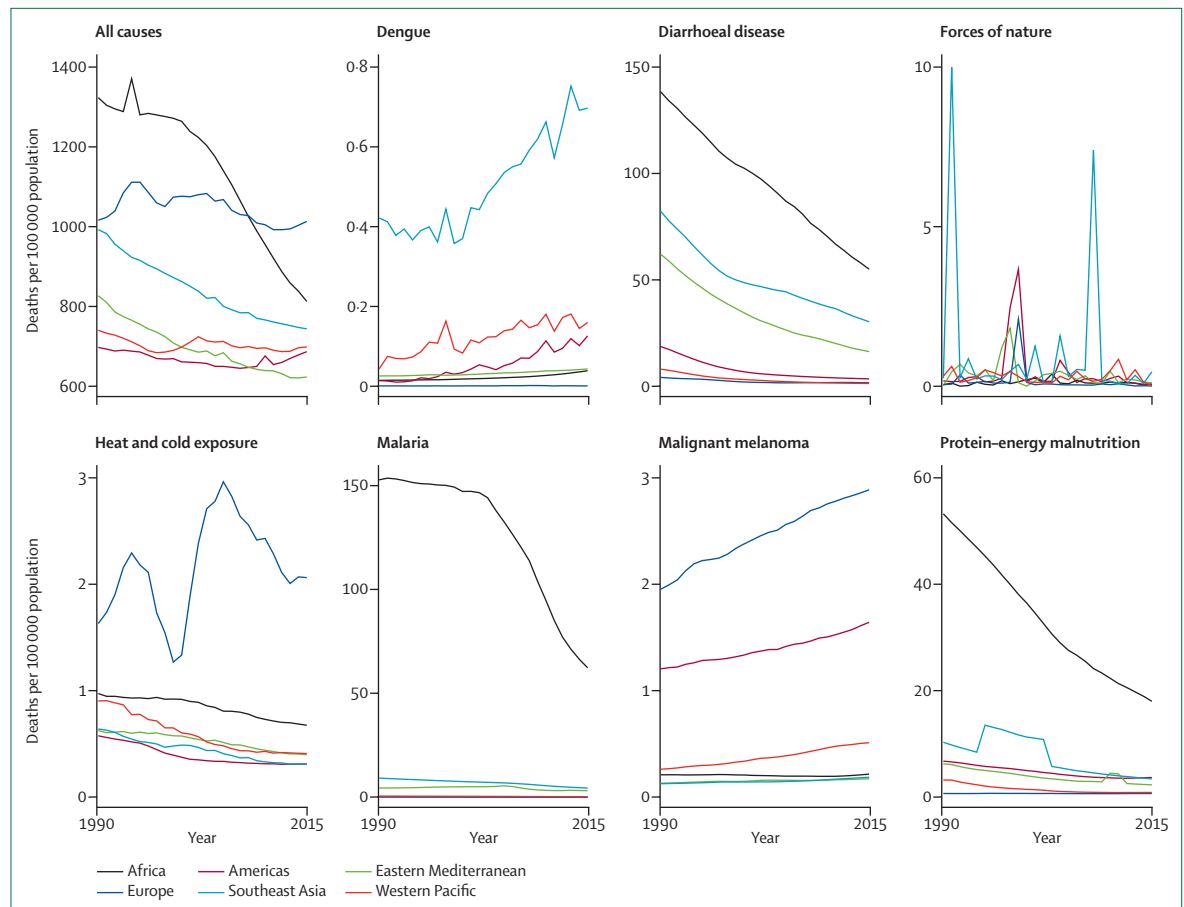 All causes
Dengue
Diarrhoeal disease
Forces of nature
Deaths per 100 000 population
1400
1200
1000
800
600
0·8
0·6
0·4
0·2
0
150
100
50
0
10
5
0
Heat and cold exposure
Malaria
Malignant melanoma
Protein–energy malnutrition
Deaths per 100 000 population
3
2
1
0
1990
2015
Year
150
100
50
0
1990
2015
Year
3
2
1
0
1990
2015
Year
60
40
20
0
1990
2015
Year
Africa
Americas
Eastern Mediterranean
Europe
Southeast Asia
Western Pacific